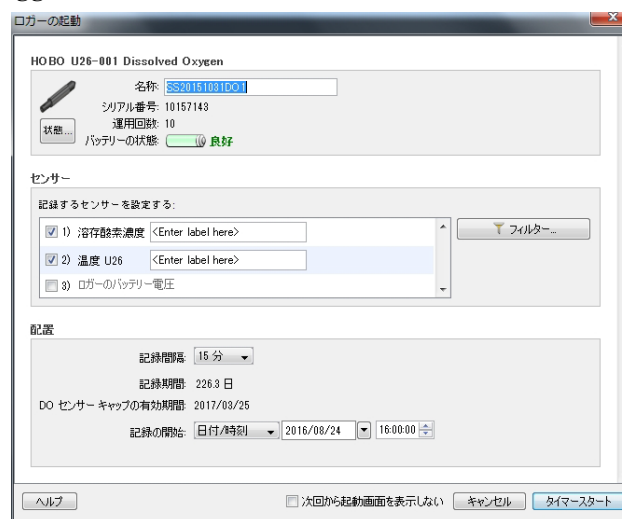 ロガーの起動
HOBO U26-001 Dissolved Oxygen
名称: SS20151031DO1
シリアル番号: 10157143
状態...
運用回数: 10
バッテリーの状態: 良好
センサー
記録するセンサーを設定する:
1) 溶存酸素濃度 <Enter label here>
フィルター...
2) 温度 U26 <Enter label here>
3) ロガーのバッテリー電圧
配置
記録間隔: 15 分
記録期間: 226.3 日
DO センサー キャップの有効期間: 2017/03/25
記録の開始: 日付/時刻 2016/08/24 16:00:00
ヘルプ
次回から起動画面を表示しない
キャンセル
タイマースタート